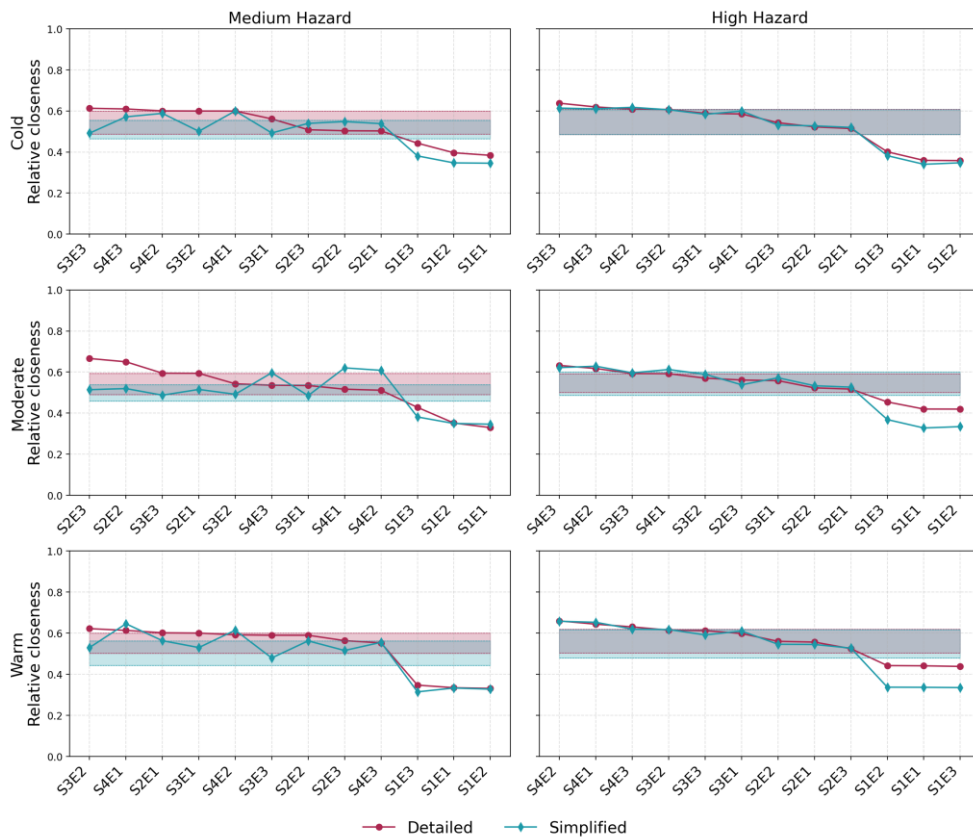 Medium Hazard
High Hazard
Cold
Relative closeness
1.0
0.8
0.6
0.4
0.2
0.0
S3E3 S4E3 S4E2 S3E2 S4E1 S3E1 S2E3 S2E2 S2E1 S1E3 S1E2 S1E1
S3E3 S4E3 S4E2 S3E2 S3E1 S4E1 S2E3 S2E2 S2E1 S1E3 S1E1 S1E2
Moderate
Relative closeness
1.0
0.8
0.6
0.4
0.2
0.0
S2E3 S2E2 S3E3 S2E1 S3E2 S4E3 S3E1 S4E1 S4E2 S1E3 S1E2 S1E1
S4E3 S4E2 S3E3 S4E1 S3E2 S3E1 S2E3 S2E2 S2E1 S1E3 S1E1 S1E2
Warm
Relative closeness
1.0
0.8
0.6
0.4
0.2
0.0
S3E2 S4E1 S2E1 S3E1 S4E2 S3E3 S2E2 S2E3 S4E3 S1E3 S1E1 S1E2
S4E2 S4E1 S4E3 S3E2 S3E3 S3E1 S2E2 S2E1 S2E3 S1E2 S1E1 S1E3
Detailed
Simplified